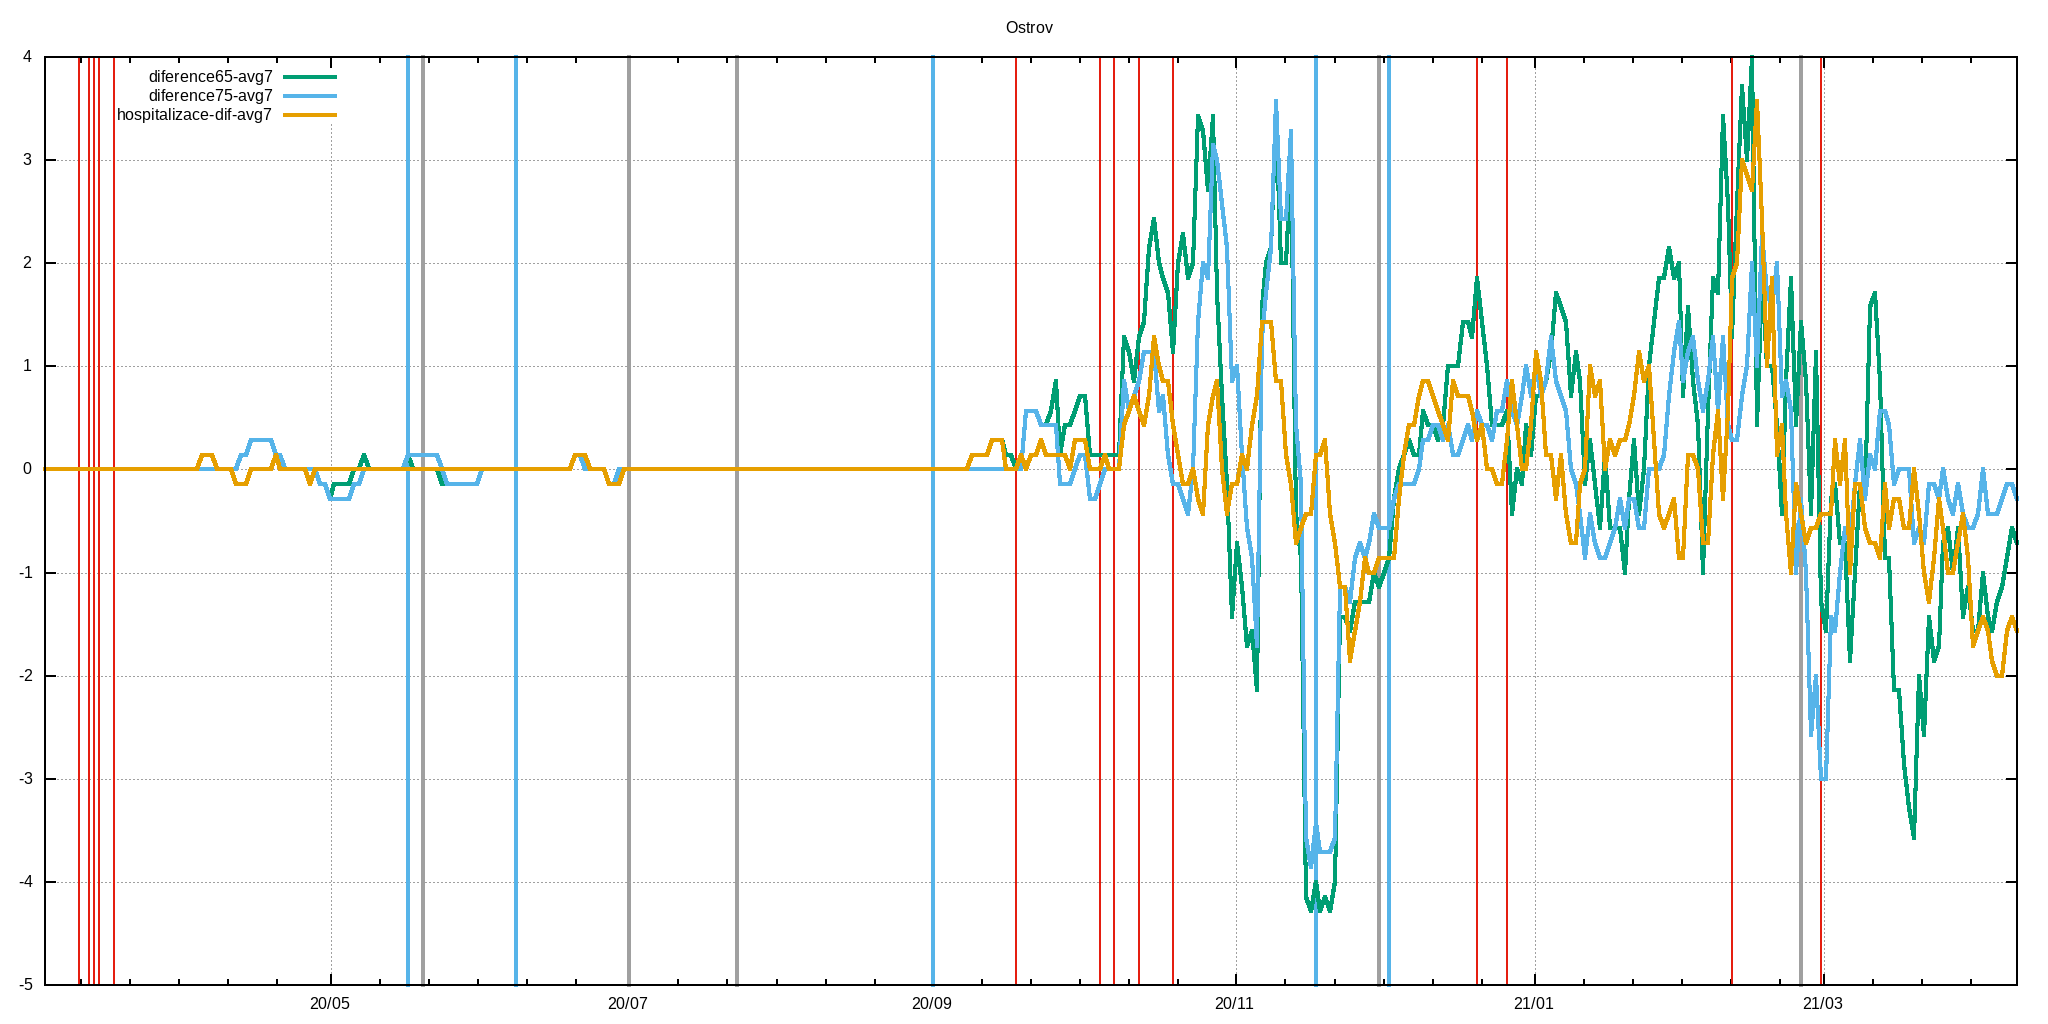 Ostrov
diference65-avg7
diference75-avg7
hospitalizace-dif-avg7
4
3
2
1
0
-1
-2
-3
-4
-5
20/05 20/07 20/09 20/11 21/01 21/03